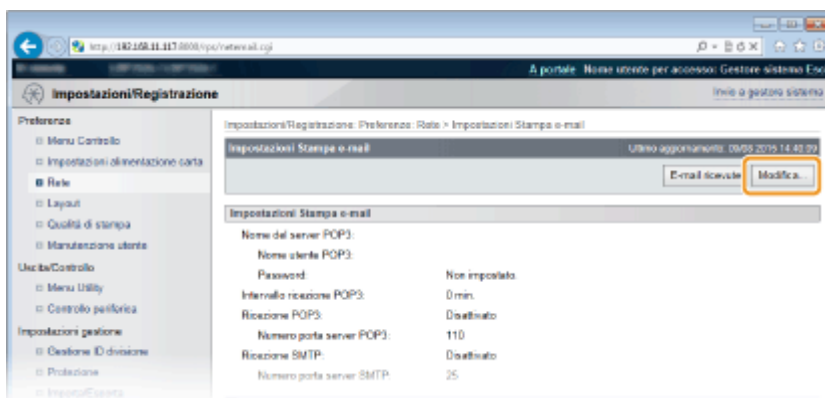 http://192.168.11.117:8000/rps/netemail.cgi
A portale Nome utente per accesso: Gestore sistema Esc
Impostazioni/Registrazione
Invio a gestore sistema
Preferenze
Menu Controllo
Impostazioni alimentazione carta
Rete
Layout
Qualità di stampa
Manutenzione utente
Uscita/Controllo
Menu Utility
Controllo periferica
Impostazioni gestione
Gestione ID divisione
Protezione
Importa/Esporta
Impostazioni/Registrazione: Preferenze: Rete > Impostazioni Stampa e-mail
Impostazioni Stampa e-mail
Ultimo aggiornamento: 09/08 2015 14:40:09
E-mail ricevute
Modifica...
Impostazioni Stampa e-mail
Nome del server POP3:
Nome utente POP3:
Password: Non impostato.
Intervallo ricezione POP3: 0 min.
Ricezione POP3: Disattivato
Numero porta server POP3: 110
Ricezione SMTP: Disattivato
Numero porta server SMTP: 25